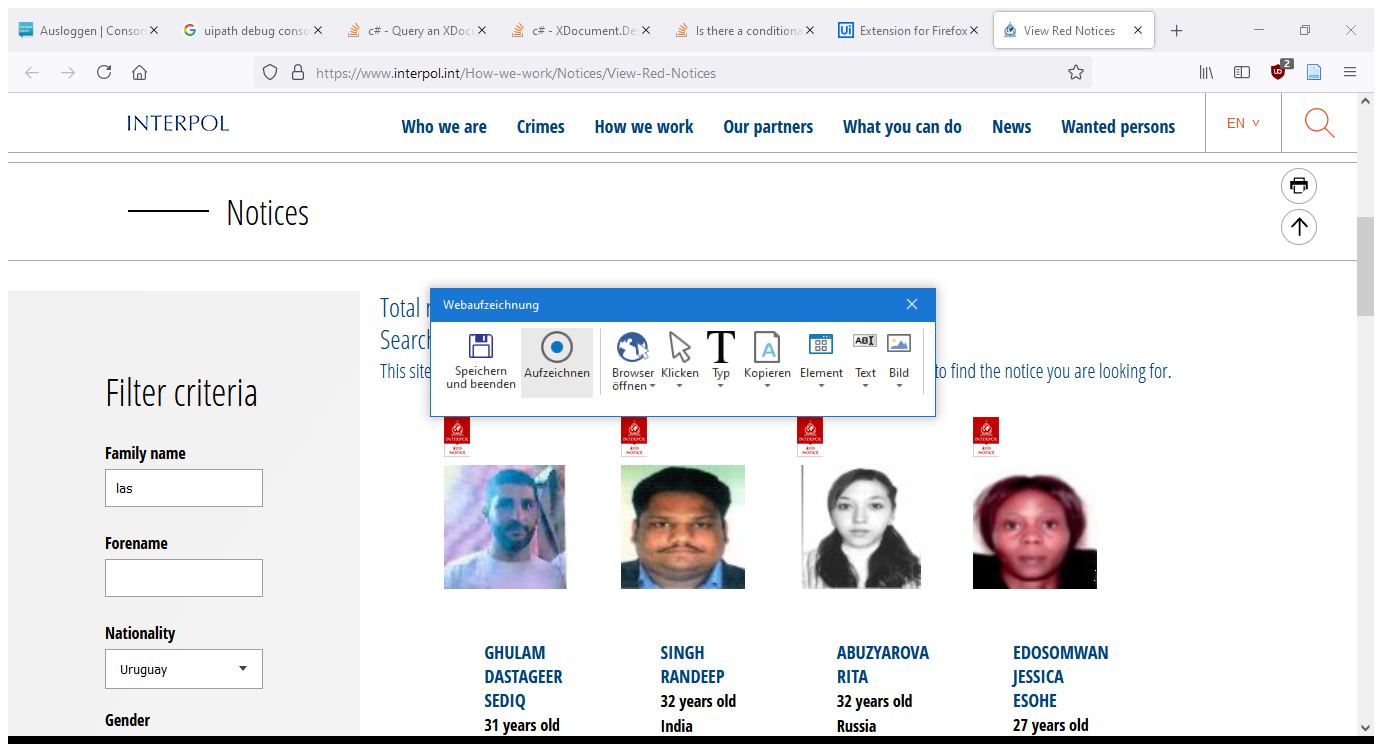 Ausloggen | Conso
uipath debug conso
c# - Query an XDoc
c# - XDocument.De
Is there a conditiona
Extension for Firefox
View Red Notices
https://www.interpol.int/How-we-work/Notices/View-Red-Notices
2
INTERPOL
Who we are
Crimes
How we work
Our partners
What you can do
News
Wanted persons
EN
Notices
Total
Search
This site
to find the notice you are looking for.
Webaufzeichnung
Speichern
und beenden
Aufzeichnen
Browser
öffnen
Klicken
T
Typ
A
Kopieren
Element
AB
Text
Bild
Filter criteria
Family name
las
Forename
Nationality
Uruguay
Gender
INTERPOL
RED
NOTICE
INTERPOL
RED
NOTICE
INTERPOL
RED
NOTICE
INTERPOL
RED
NOTICE
GHULAM
DASTAGEER
SEDIQ
31 years old
SINGH
RANDEEP
32 years old
India
ABUZYAROVA
RITA
32 years old
Russia
EDOSOMWAN
JESSICA
ESOHE
27 years old